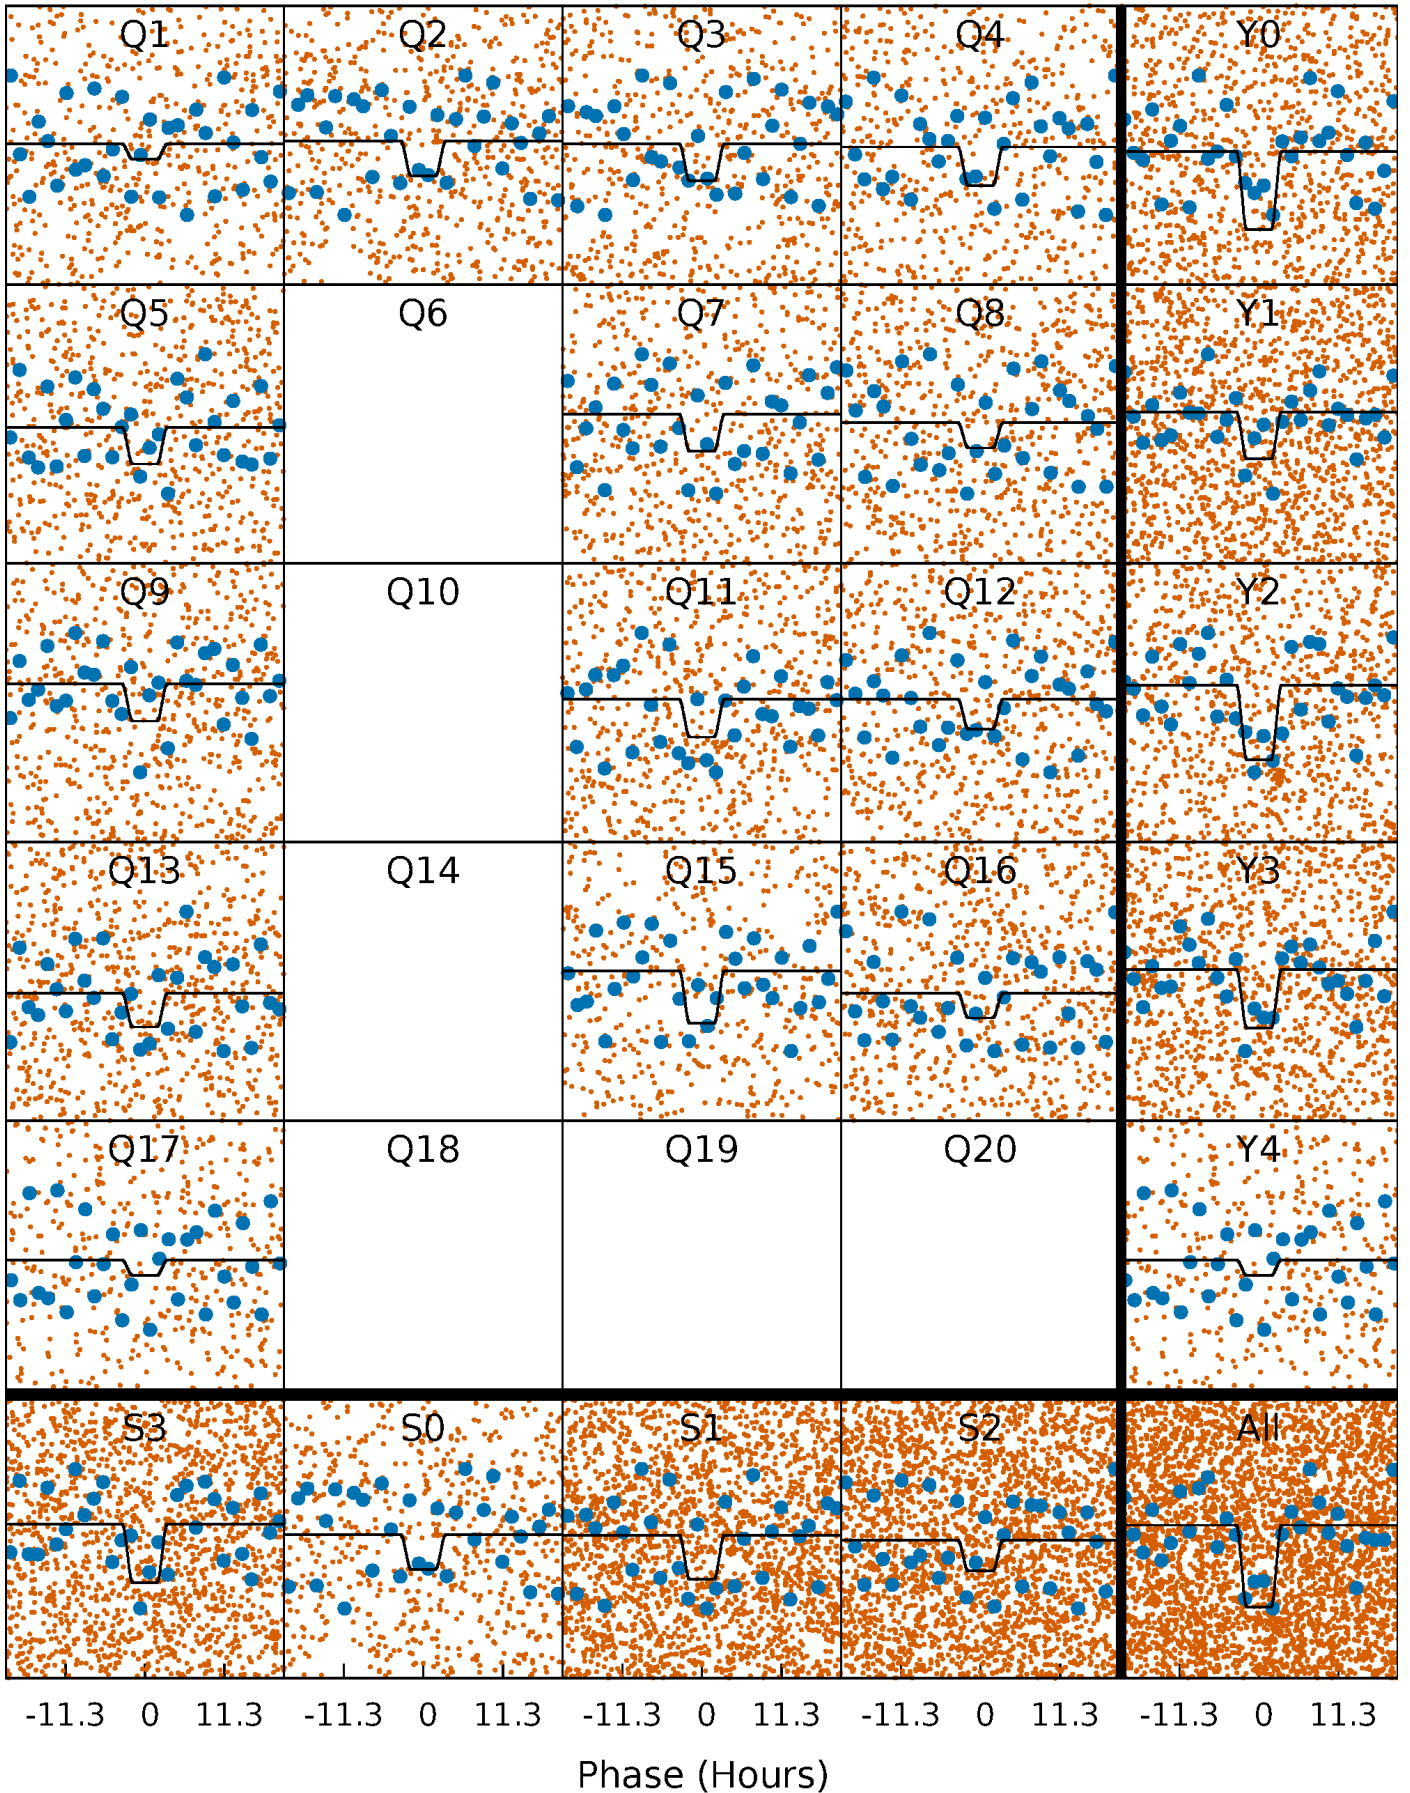 Q1 Q2 Q3 Q4 Y0
Q5 Q6 Q7 Q8 Y1
Q9 Q10 Q11 Q12 Y2
Q13 Q14 Q15 Q16 Y3
Q17 Q18 Q19 Q20 Y4
S3 S0 S1 S2 All
-11.3 0 11.3 -11.3 0 11.3 -11.3 0 11.3 -11.3 0 11.3 -11.3 0 11.3
Phase (Hours)